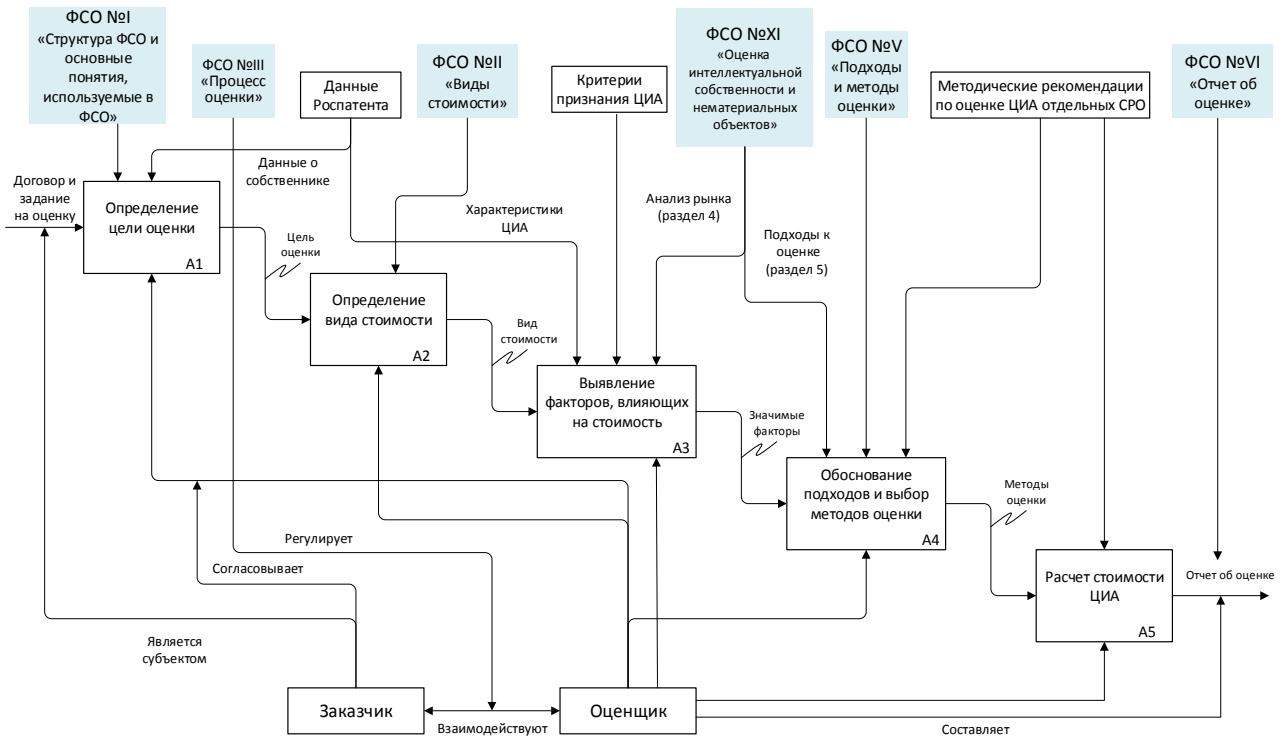 ФСО №I
«Структура ФСО и
основные
понятия,
используемые в
ФСО»
ФСО №III
«Процесс
оценки»
Данные
Роспатента
ФСО №II
«Виды
стоимости»
Критерии
признания ЦИА
ФСО №XI
«Оценка
интеллектуальной
собственности и
нематериальных
объектов»
ФСО №V
«Подходы
и методы
оценки»
Методические рекомендации
по оценке ЦИА отдельных СРО
ФСО №VI
«Отчет об
оценке»
Договор и
задание
на оценку
Данные о
собственнике
Определение
цели оценки
А1
Цель
оценки
Характеристики
ЦИА
Анализ рынка
(раздел 4)
Подходы к
оценке
(раздел 5)
Определение
вида стоимости
А2
Вид
стоимости
Выявление
факторов, влияющих
на стоимость
А3
Значимые
факторы
Обоснование
подходов и выбор
методов оценки
А4
Методы
оценки
Расчет стоимости
ЦИА
А5
Отчет об оценке
Регулирует
Согласовывает
Является
субъектом
Заказчик
Взаимодействуют
Оценщик
Составляет